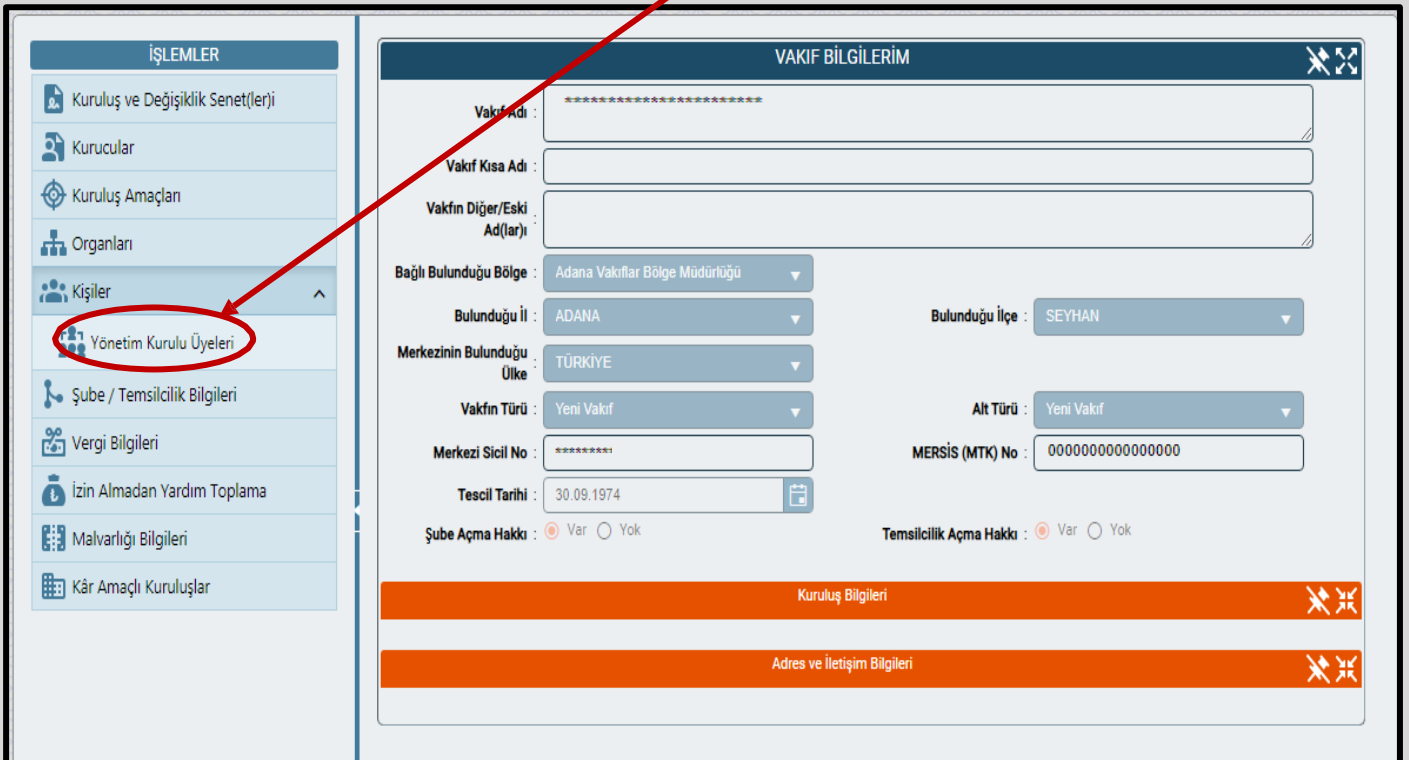 İŞLEMLER
Kuruluş ve Değişiklik Senet(ler)i
Kurucular
Kuruluş Amaçları
Organları
Kişiler
Yönetim Kurulu Üyeleri
Şube / Temsilcilik Bilgileri
Vergi Bilgileri
İzin Almadan Yardım Toplama
Malvarlığı Bilgileri
Kâr Amaçlı Kuruluşlar
VAKIF BİLGİLERİM
Vakıf Adı : ***********************
Vakıf Kısa Adı :
Vakfın Diğer/Eski
Ad(lar)ı :
Bağlı Bulunduğu Bölge : Adana Vakıflar Bölge Müdürlüğü
Bulunduğu İl : ADANA Bulunduğu İlçe : SEYHAN
Merkezinin Bulunduğu
Ülke : TÜRKİYE
Vakfın Türü : Yeni Vakıf Alt Türü : Yeni Vakıf
Merkezi Sicil No : ********* MERSİS (MTK) No : 0000000000000000
Tescil Tarihi : 30.09.1974
Şube Açma Hakkı : Var Yok Temsilcilik Açma Hakkı : Var Yok
Kuruluş Bilgileri
Adres ve İletişim Bilgileri